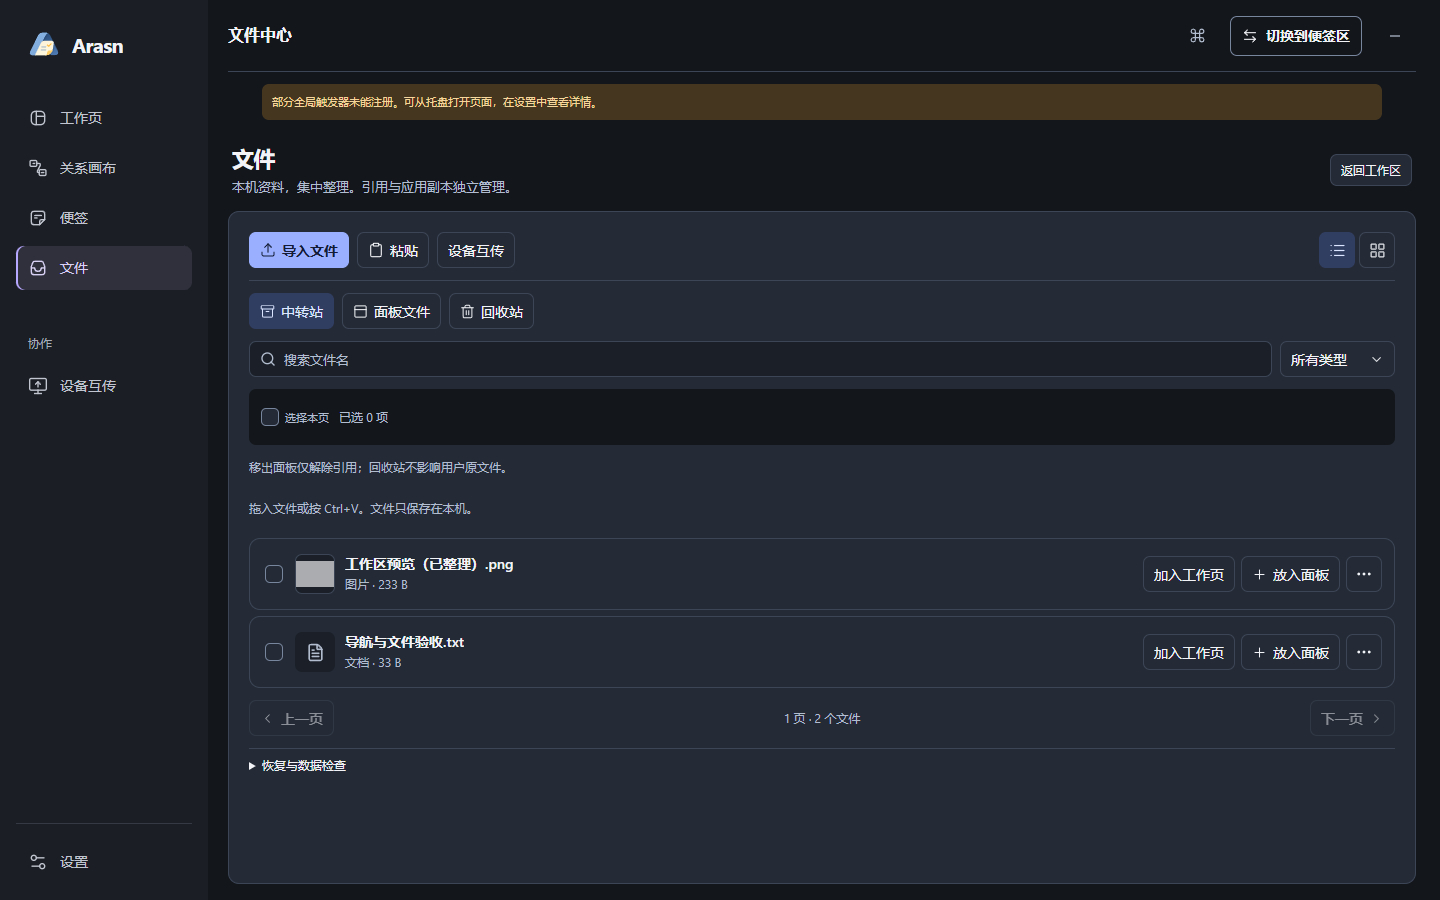 Arasn
工作页
关系画布
便签
文件
协作
设备互传
设置
文件中心
切换到便签区
部分全局触发器未能注册。可从托盘打开页面，在设置中查看详情。
文件
本机资料，集中整理。引用与应用副本独立管理。
返回工作区
导入文件 粘贴 设备互传
中转站 面板文件 回收站
搜索文件名 所有类型
选择本页 已选 0 项
移出面板仅解除引用；回收站不影响用户原文件。
拖入文件或按 Ctrl+V。文件只保存在本机。
工作区预览（已整理）.png
图片 · 233 B
加入工作页 放入面板
导航与文件验收.txt
文档 · 33 B
加入工作页 放入面板
上一页 1 页 · 2 个文件 下一页
恢复与数据检查